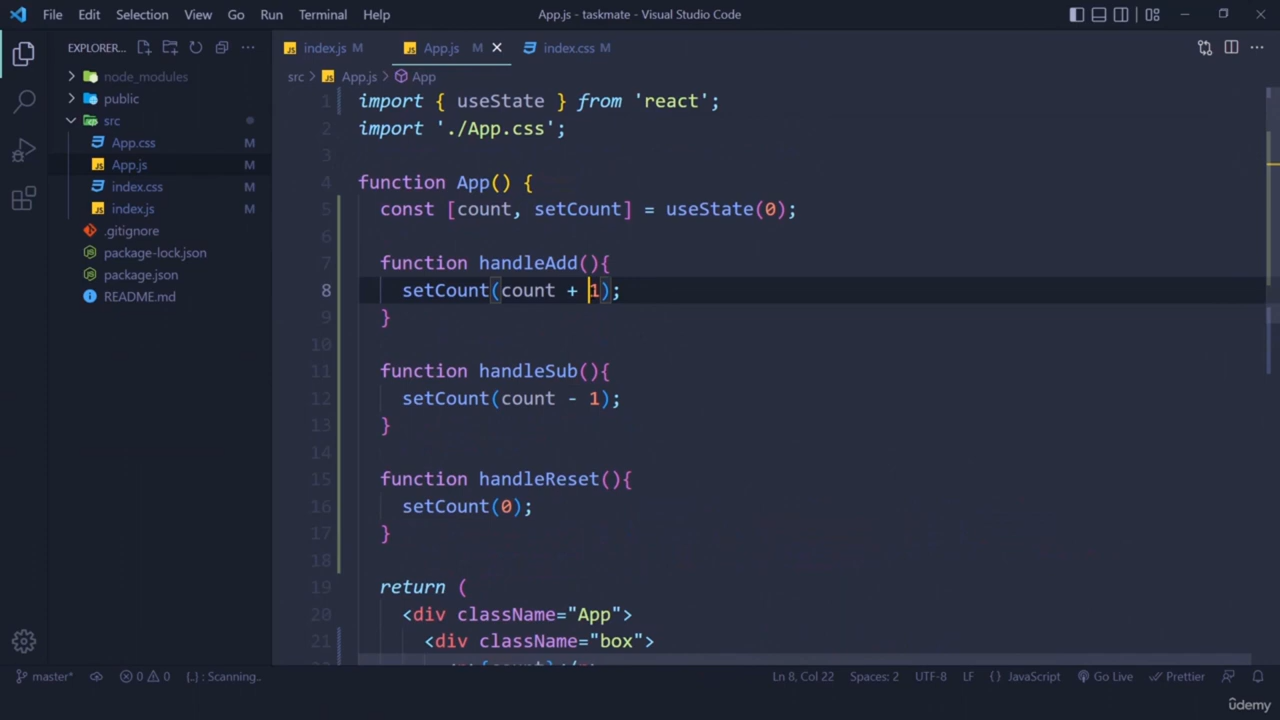 File Edit Selection View Go Run Terminal Help App.js - taskmate - Visual Studio Code
EXPLORER... index.js M App.js M index.css M
node_modules
public
src
App.css M
App.js M
index.css M
index.js M
.gitignore
package-lock.json
package.json
README.md
src > App.js > App
1 import { useState } from 'react';
2 import './App.css';
3
4 function App() {
5 const [count, setCount] = useState(0);
6
7 function handleAdd(){
8 setCount(count + 1);
9 }
10
11 function handleSub(){
12 setCount(count - 1);
13 }
14
15 function handleReset(){
16 setCount(0);
17 }
18
19 return (
20 <div className="App">
21 <div className="box">
master* 0 0 {..} : Scanning.. Ln 8, Col 22 Spaces: 2 UTF-8 LF {} JavaScript Go Live Prettier
udemy